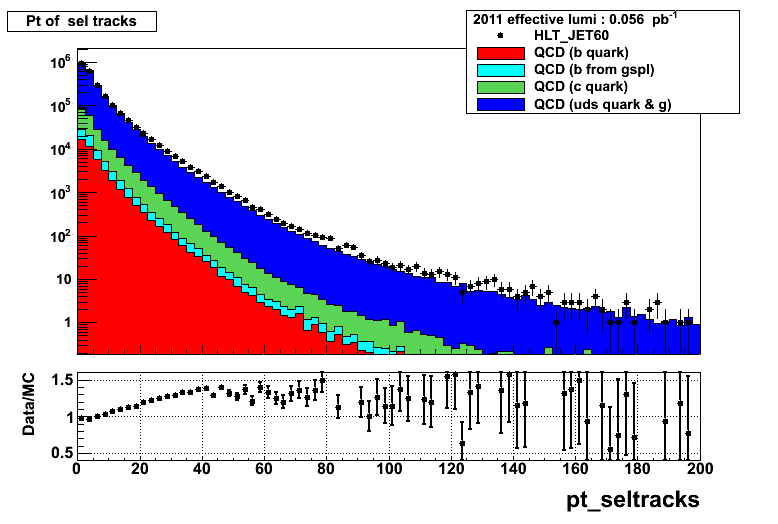 Pt of sel tracks
2011 effective lumi : 0.056 pb-1
HLT_JET60
QCD (b quark)
QCD (b from gspl)
QCD (c quark)
QCD (uds quark & g)
10^6
10^5
10^4
10^3
10^2
10
1
Data/MC
1.5
1
0.5
0 20 40 60 80 100 120 140 160 180 200
pt_seltracks